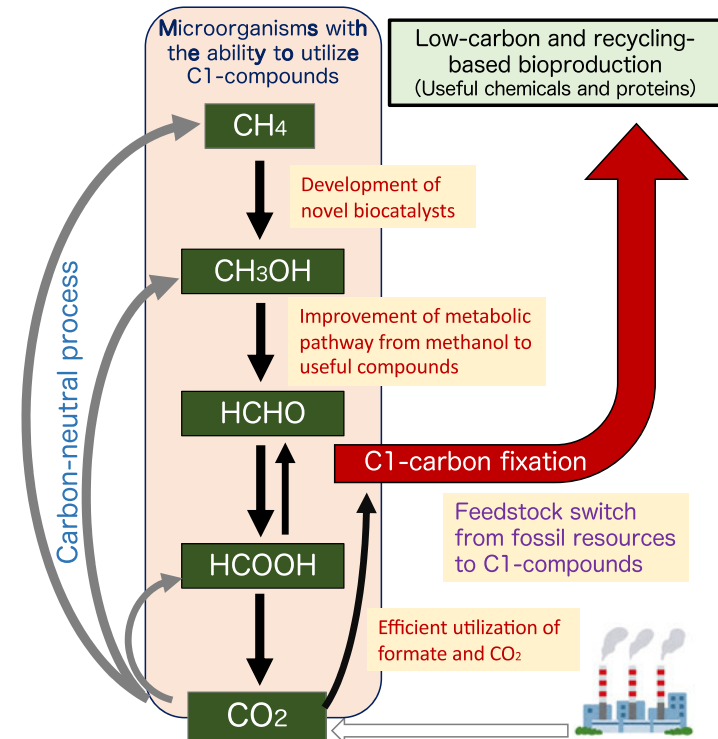 Microorganisms with
the ability to utilize
C1-compounds
Low-carbon and recycling-
based bioproduction
(Useful chemicals and proteins)
CH4
Development of
novel biocatalysts
CH3OH
Improvement of metabolic
pathway from methanol to
useful compounds
HCHO
C1-carbon fixation
Carbon-neutral process
Feedstock switch
from fossil resources
to C1-compounds
HCOOH
Efficient utilization of
formate and CO₂
CO2